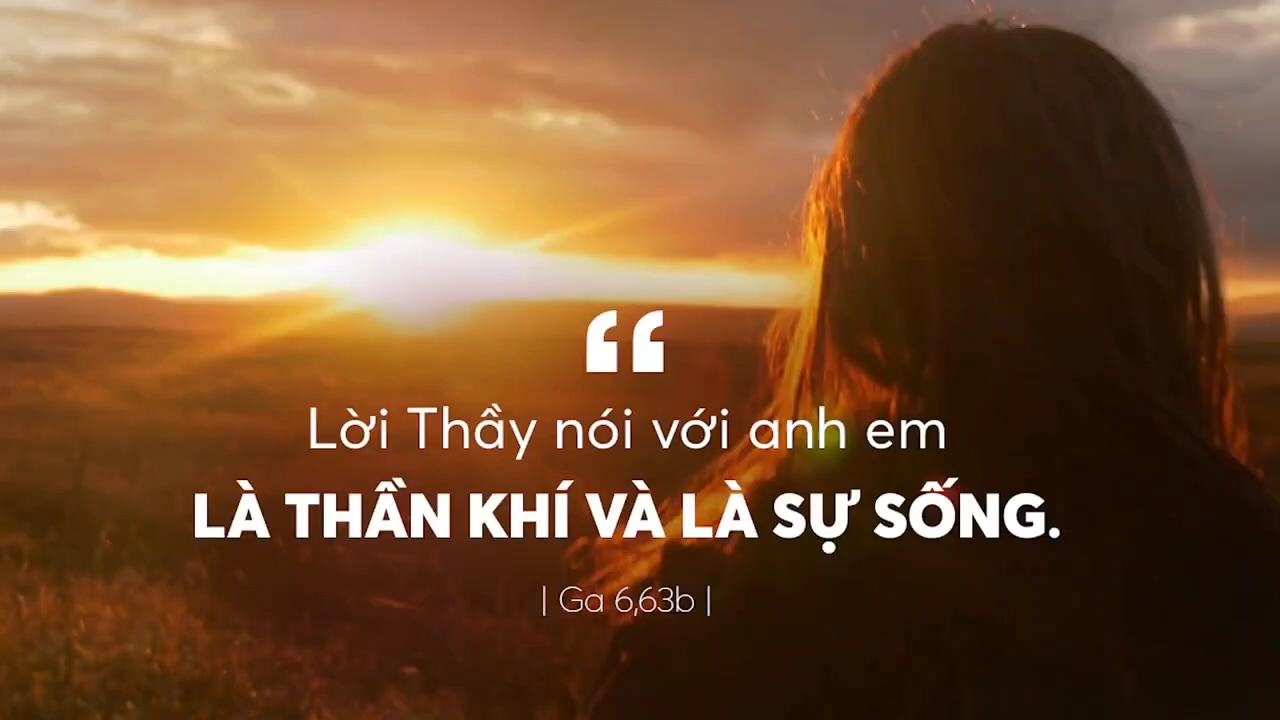 “
Lời Thầy nói với anh em
LÀ THẦN KHÍ VÀ LÀ SỰ SỐNG.
| Ga 6,63b |